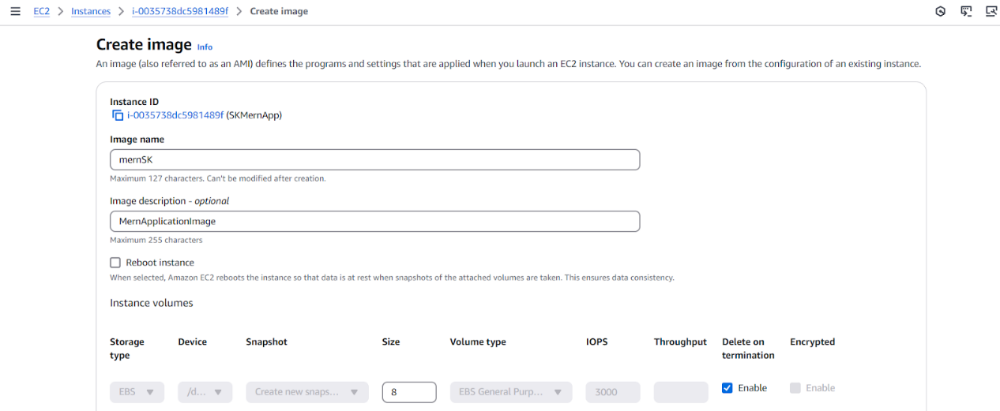 EC2 > Instances > i-0035738dc5981489f > Create image
Create image Info
An image (also referred to as an AMI) defines the programs and settings that are applied when you launch an EC2 instance. You can create an image from the configuration of an existing instance.
Instance ID
i-0035738dc5981489f (SKMernApp)
Image name
mernSK
Maximum 127 characters. Can't be modified after creation.
Image description - optional
MernApplicationImage
Maximum 255 characters
Reboot instance
When selected, Amazon EC2 reboots the instance so that data is at rest when snapshots of the attached volumes are taken. This ensures data consistency.
Instance volumes
Storage type Device Snapshot Size Volume type IOPS Throughput Delete on termination Encrypted
EBS /d... Create new snaps... 8 EBS General Purp... 3000 Enable Enable